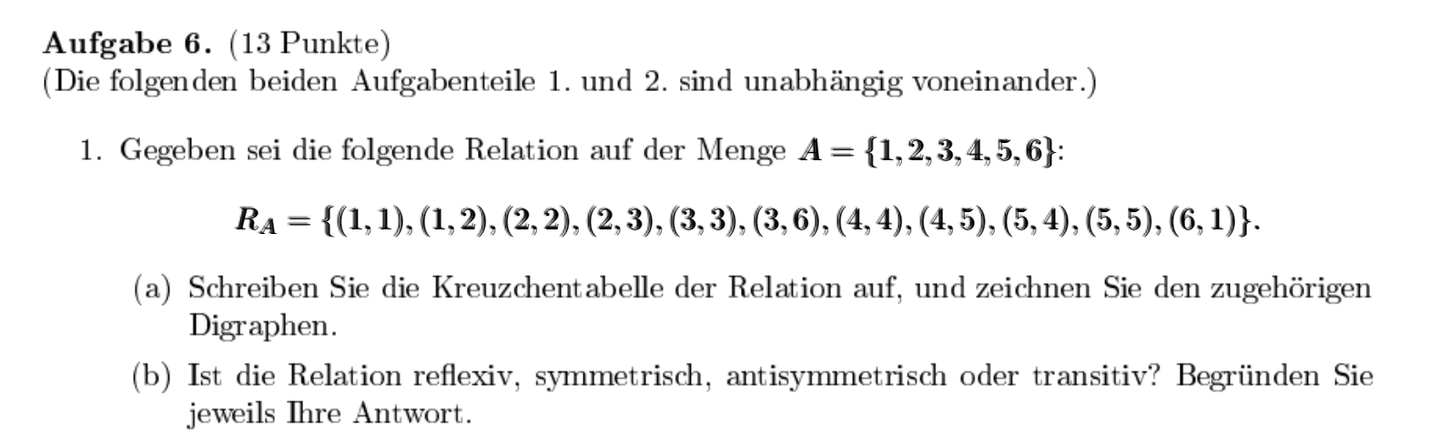 Aufgabe 6. (13 Punkte)
(Die folgenden beiden Aufgabenteile 1. und 2. sind unabhängig voneinander.)
1. Gegeben sei die folgende Relation auf der Menge A = {1, 2, 3, 4, 5, 6}:
R_A = {(1, 1), (1, 2), (2, 2), (2, 3), (3, 3), (3, 6), (4, 4), (4, 5), (5, 4), (5, 5), (6, 1)}.
(a) Schreiben Sie die Kreuzchentabelle der Relation auf, und zeichnen Sie den zugehörigen
Digraphen.
(b) Ist die Relation reflexiv, symmetrisch, antisymmetrisch oder transitiv? Begründen Sie
jeweils Ihre Antwort.